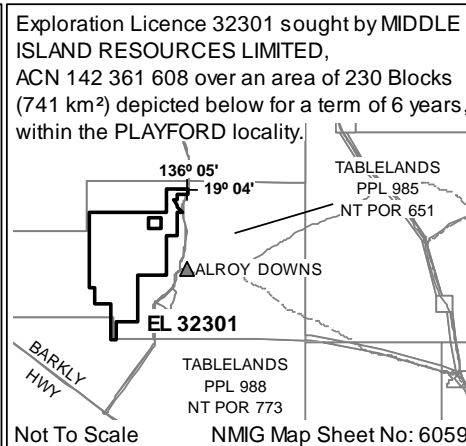 Exploration Licence 32301 sought by MIDDLE
ISLAND RESOURCES LIMITED,
ACN 142 361 608 over an area of 230 Blocks
(741 km²) depicted below for a term of 6 years,
within the PLAYFORD locality.
136º 05'
19º 04'
TABLELANDS
PPL 985
NT POR 651
ALROY DOWNS
EL 32301
BARKLY
HWY
TABLELANDS
PPL 988
NT POR 773
Not To Scale NMIG Map Sheet No: 6059